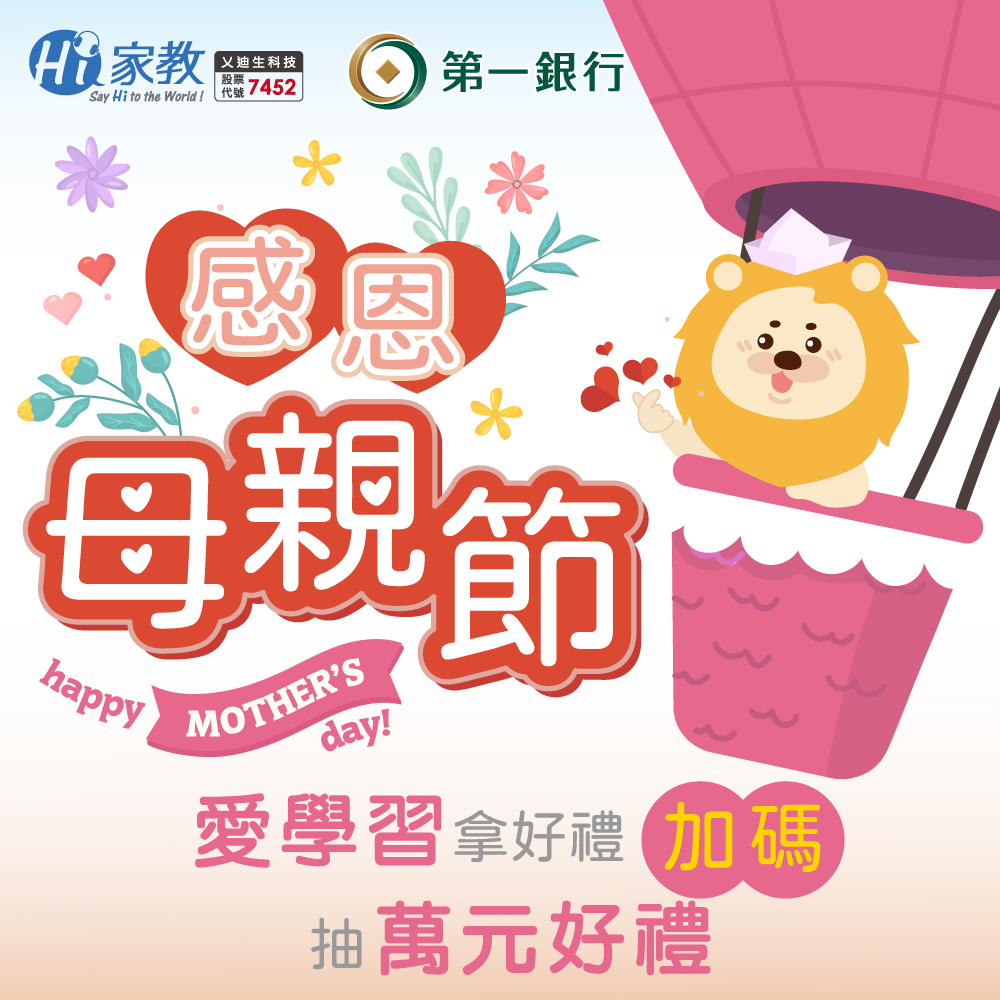 Hi 家教
Say Hi to the World!
乂迪生科技
股票代號 7452
第一銀行
感恩
母親節
happy
MOTHER'S
day!
愛學習拿好禮 加碼
抽萬元好禮